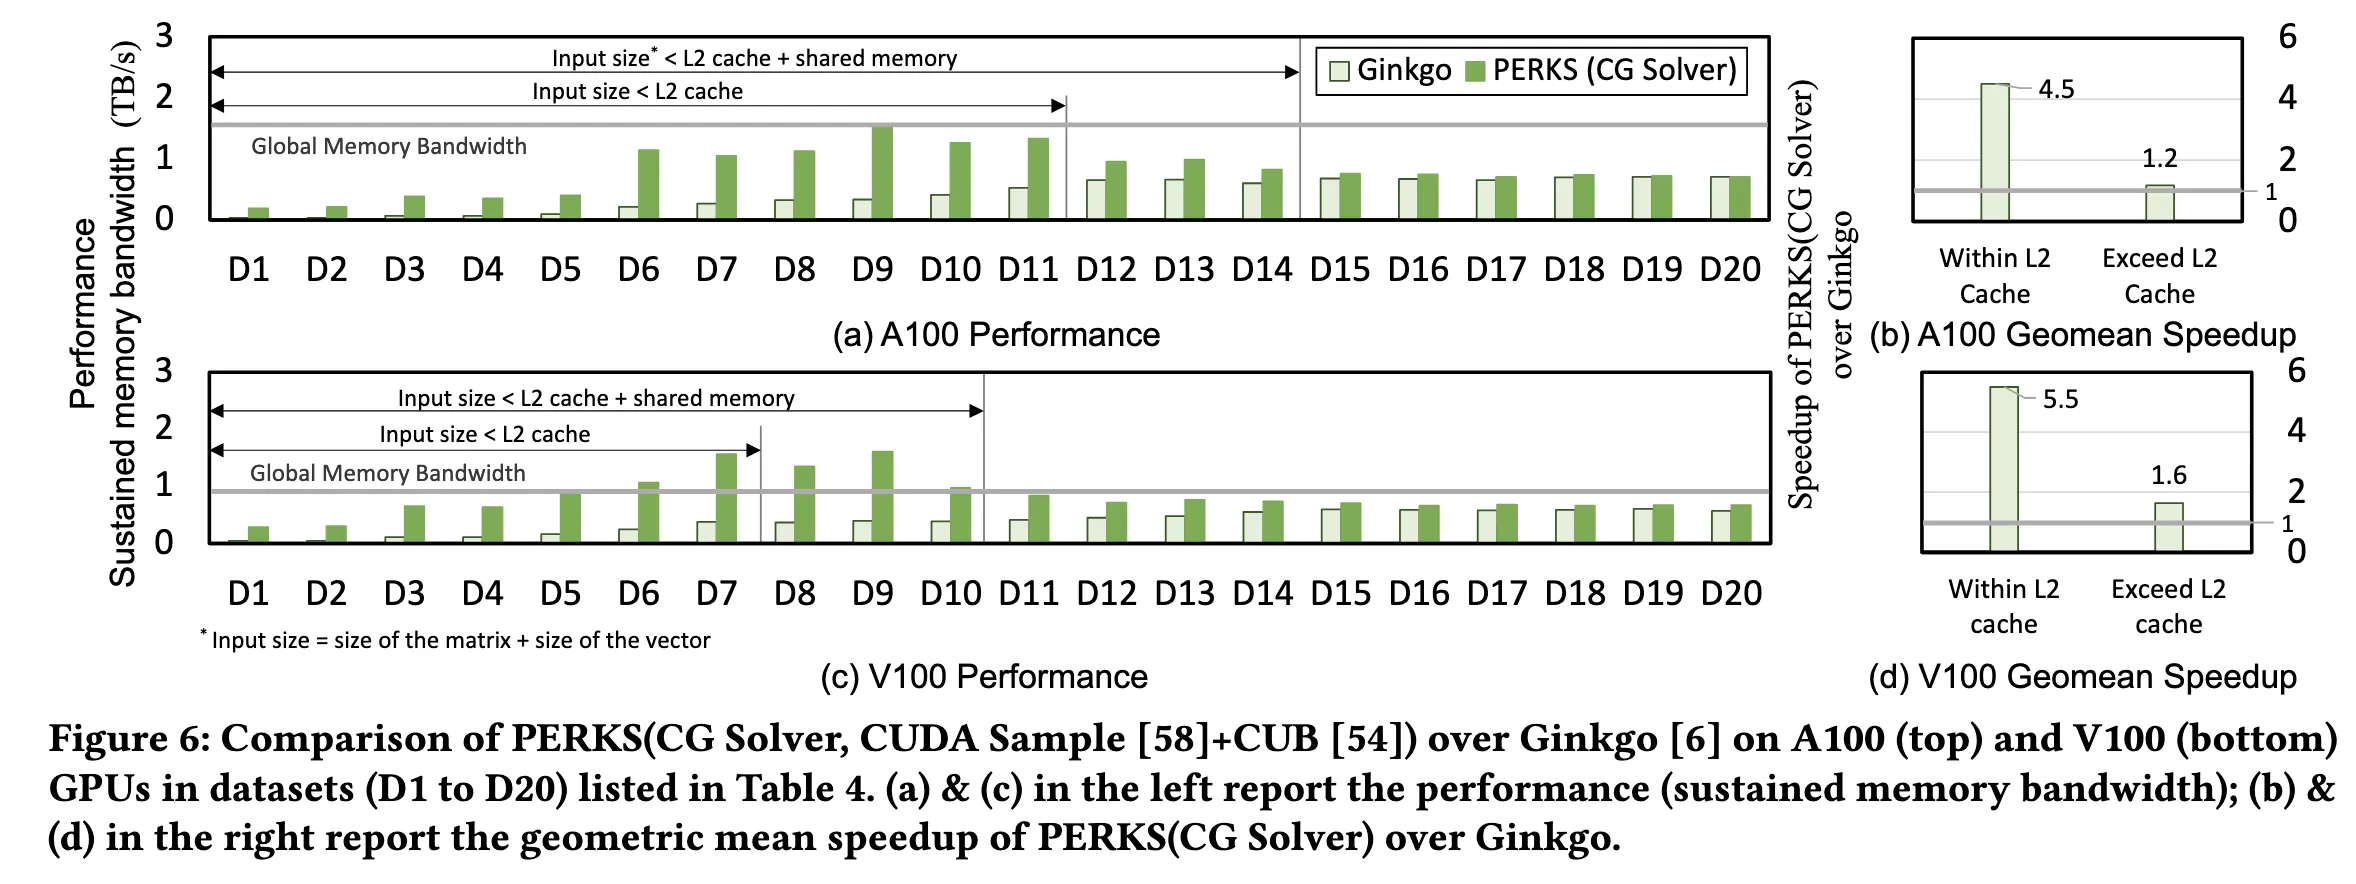 Performance
Sustained memory bandwidth (TB/s)
3
2
1
0
Input size* < L2 cache + shared memory
Input size < L2 cache
Global Memory Bandwidth
Ginkgo PERKS (CG Solver)
D1 D2 D3 D4 D5 D6 D7 D8 D9 D10 D11 D12 D13 D14 D15 D16 D17 D18 D19 D20
(a) A100 Performance
Speedup of PERKS(CG Solver)
over Ginkgo
6
4
2
1
0
4.5
1.2
Within L2
Cache
Exceed L2
Cache
(b) A100 Geomean Speedup
3
2
1
0
Input size < L2 cache + shared memory
Input size < L2 cache
Global Memory Bandwidth
D1 D2 D3 D4 D5 D6 D7 D8 D9 D10 D11 D12 D13 D14 D15 D16 D17 D18 D19 D20
* Input size = size of the matrix + size of the vector
(c) V100 Performance
6
4
2
1
0
5.5
1.6
Within L2
cache
Exceed L2
cache
(d) V100 Geomean Speedup
Figure 6: Comparison of PERKS(CG Solver, CUDA Sample [58]+CUB [54]) over Ginkgo [6] on A100 (top) and V100 (bottom)
GPUs in datasets (D1 to D20) listed in Table 4. (a) & (c) in the left report the performance (sustained memory bandwidth); (b) &
(d) in the right report the geometric mean speedup of PERKS(CG Solver) over Ginkgo.